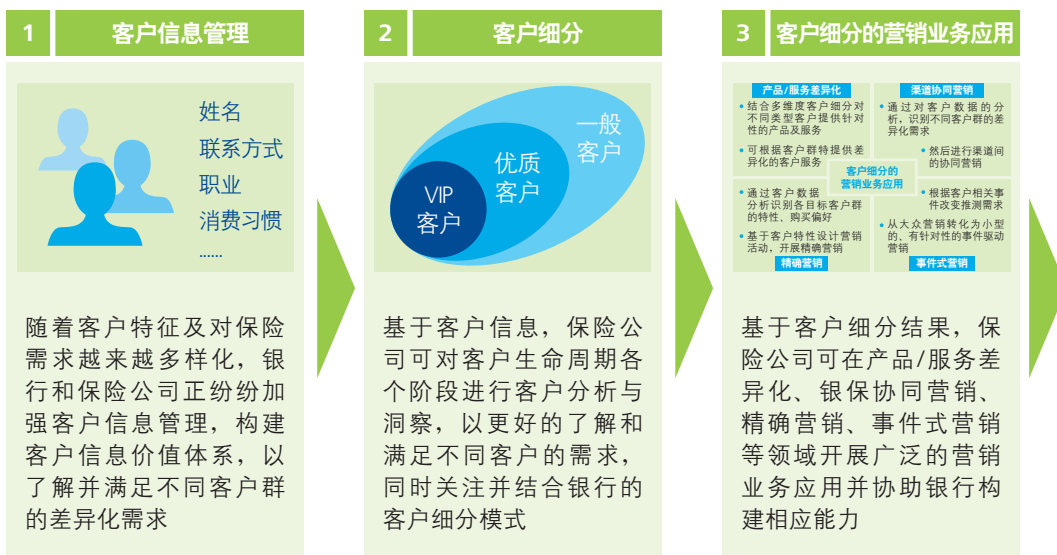 1 客户信息管理
姓名
联系方式
职业
消费习惯
......
随着客户特征及对保险
需求越来越多样化，银
行和保险公司正纷纷加
强客户信息管理，构建
客户信息价值体系，以
了解并满足不同客户群
的差异化需求
2 客户细分
一般
客户
优质
客户
VIP
客户
基于客户信息，保险公
司可对客户生命周期各
个阶段进行客户分析与
洞察，以更好的了解和
满足不同客户的需求，
同时关注并结合银行的
客户细分模式
3 客户细分的营销业务应用
产品/服务差异化
• 结合多维度客户细分对
不同类型客户提供针对
性的产品及服务
• 可根据客户群特提供差
异化的客户服务
渠道协同营销
• 通过对客户数据的分
析，识别不同客户群的差
异化需求
• 然后进行渠道间
的协同营销
客户细分的
营销业务应用
• 通过客户数据
分析识别各目标客户群
的特性、购买偏好
• 基于客户特性设计营销
活动，开展精确营销
精确营销
• 根据客户相关事
件改变推测需求
• 从大众营销转化为小型
的、有针对性的事件驱动
营销
事件式营销
基于客户细分结果，保
险公司可在产品/服务差
异化、银保协同营销、
精确营销、事件式营销
等领域开展广泛的营销
业务应用并协助银行构
建相应能力